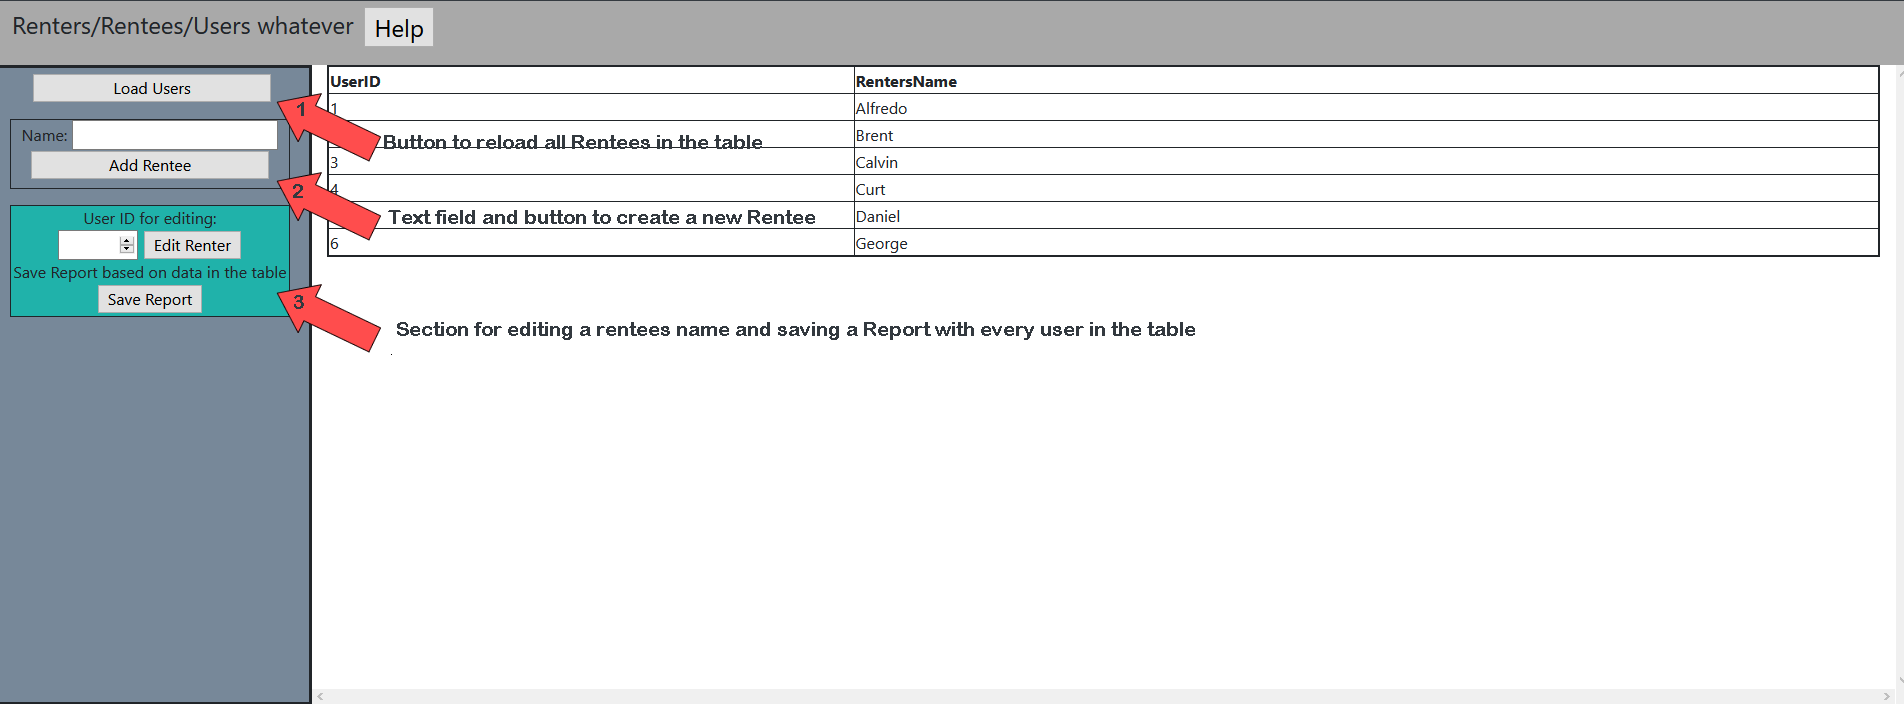 Renters/Rentees/Users whatever Help
Load Users
Name:
Add Rentee
User ID for editing:
Edit Renter
Save Report based on data in the table
Save Report
UserID RentersName
1 Alfredo
Brent
3 Calvin
4 Curt
Daniel
6 George
1
Button to reload all Rentees in the table
2
Text field and button to create a new Rentee
3
Section for editing a rentees name and saving a Report with every user in the table